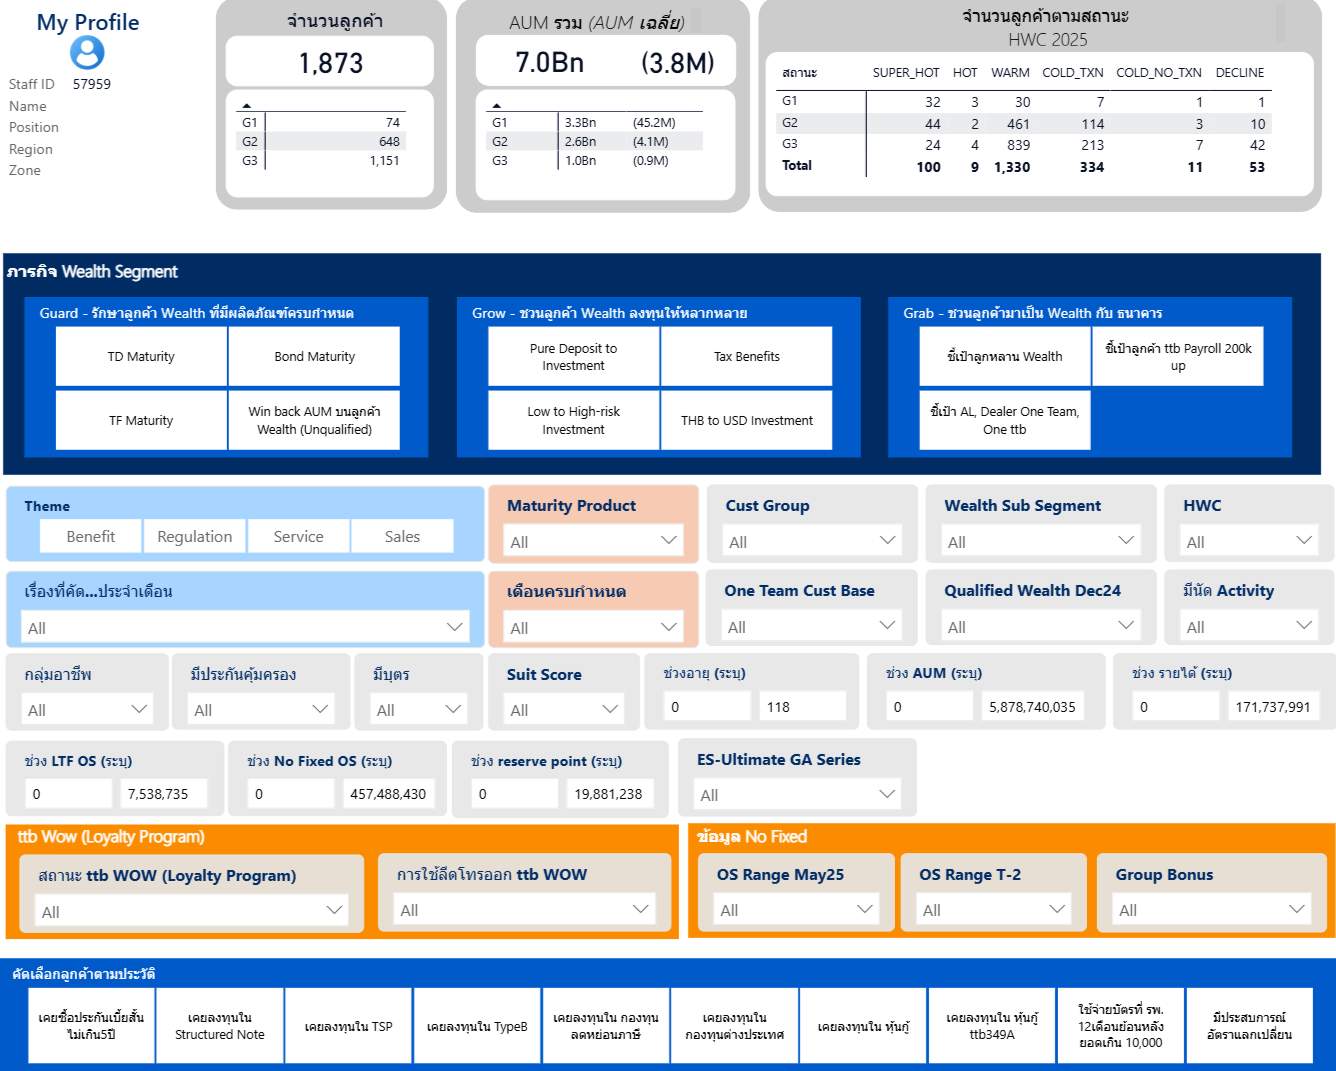 My Profile
Staff ID 57959
Name
Position
Region
Zone
จำนวนลูกค้า
1,873
G1 74
G2 648
G3 1,151
AUM รวม (AUM เฉลี่ย)
7.0Bn (3.8M)
G1 3.3Bn (45.2M)
G2 2.6Bn (4.1M)
G3 1.0Bn (0.9M)
จำนวนลูกค้าตามสถานะ
HWC 2025
สถานะ SUPER_HOT HOT WARM COLD_TXN COLD_NO_TXN DECLINE
G1 32 3 30 7 1 1
G2 44 2 461 114 3 10
G3 24 4 839 213 7 42
Total 100 9 1,330 334 11 53
ภารกิจ Wealth Segment
Guard - รักษาลูกค้า Wealth ที่มีผลิตภัณฑ์ครบกำหนด
TD Maturity
Bond Maturity
TF Maturity
Win back AUM บนลูกค้า
Wealth (Unqualified)
Grow - ชวนลูกค้า Wealth ลงทุนให้หลากหลาย
Pure Deposit to
Investment
Tax Benefits
Low to High-risk
Investment
THB to USD Investment
Grab - ชวนลูกค้ามาเป็น Wealth กับ ธนาคาร
ชี้เป้าลูกหลาน Wealth
ชี้เป้าลูกค้า ttb Payroll 200k
up
ชี้เป้า AL, Dealer One Team,
One ttb
Theme
Benefit Regulation Service Sales
Maturity Product
All
Cust Group
All
Wealth Sub Segment
All
HWC
All
เรื่องที่คัด...ประจำเดือน
All
เดือนครบกำหนด
All
One Team Cust Base
All
Qualified Wealth Dec24
All
มีนัด Activity
All
กลุ่มอาชีพ
All
มีประกันคุ้มครอง
All
มีบุตร
All
Suit Score
All
ช่วงอายุ (ระบุ)
0 118
ช่วง AUM (ระบุ)
0 5,878,740,035
ช่วง รายได้ (ระบุ)
0 171,737,991
ช่วง LTF OS (ระบุ)
0 7,538,735
ช่วง No Fixed OS (ระบุ)
0 457,488,430
ช่วง reserve point (ระบุ)
0 19,881,238
ES-Ultimate GA Series
All
ttb Wow (Loyalty Program)
สถานะ ttb WOW (Loyalty Program)
All
การใช้ลีดโทรออก ttb WOW
All
ข้อมูล No Fixed
OS Range May25
All
OS Range T-2
All
Group Bonus
All
คัดเลือกลูกค้าตามประวัติ
เคยซื้อประกันเบี้ยสั้น
ไม่เกิน5ปี
เคยลงทุนใน
Structured Note
เคยลงทุนใน TSP
เคยลงทุนใน TypeB
เคยลงทุนใน กองทุน
ลดหย่อนภาษี
เคยลงทุนใน
กองทุนต่างประเทศ
เคยลงทุนใน หุ้นกู้
เคยลงทุนใน หุ้นกู้
ttb349A
ใช้จ่ายบัตรที่ รพ.
12เดือนย้อนหลัง
ยอดเกิน 10,000
มีประสบการณ์
อัตราแลกเปลี่ยน